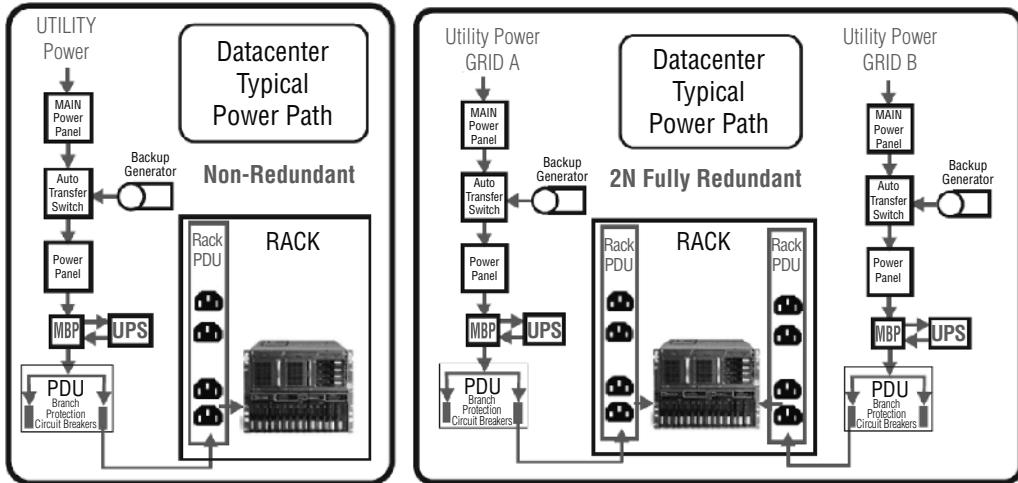 UTILITY
Power
Datacenter
Typical
Power Path
MAIN
Power
Panel
Non-Redundant
Auto
Transfer
Switch
Backup
Generator
Power
Panel
MBP
UPS
PDU
Branch
Protection
Circuit Breakers
Rack
PDU
RACK
Utility Power
GRID A
Datacenter
Typical
Power Path
Utility Power
GRID B
MAIN
Power
Panel
2N Fully Redundant
MAIN
Power
Panel
Auto
Transfer
Switch
Backup
Generator
Auto
Transfer
Switch
Backup
Generator
Power
Panel
Rack
PDU
RACK
Rack
PDU
Power
Panel
MBP
UPS
MBP
UPS
PDU
Branch
Protection
Circuit Breakers
PDU
Branch
Protection
Circuit Breakers